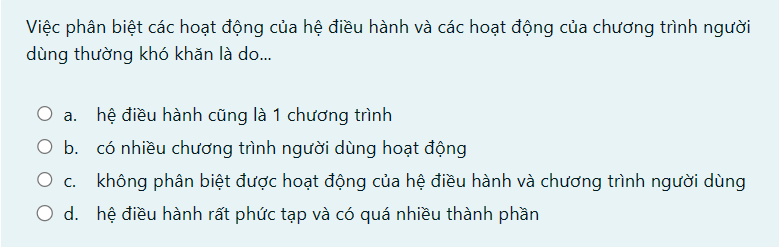 Việc phân biệt các hoạt động của hệ điều hành và các hoạt động của chương trình người
dùng thường khó khăn là do...
a. hệ điều hành cũng là 1 chương trình
b. có nhiều chương trình người dùng hoạt động
c. không phân biệt được hoạt động của hệ điều hành và chương trình người dùng
d. hệ điều hành rất phức tạp và có quá nhiều thành phần